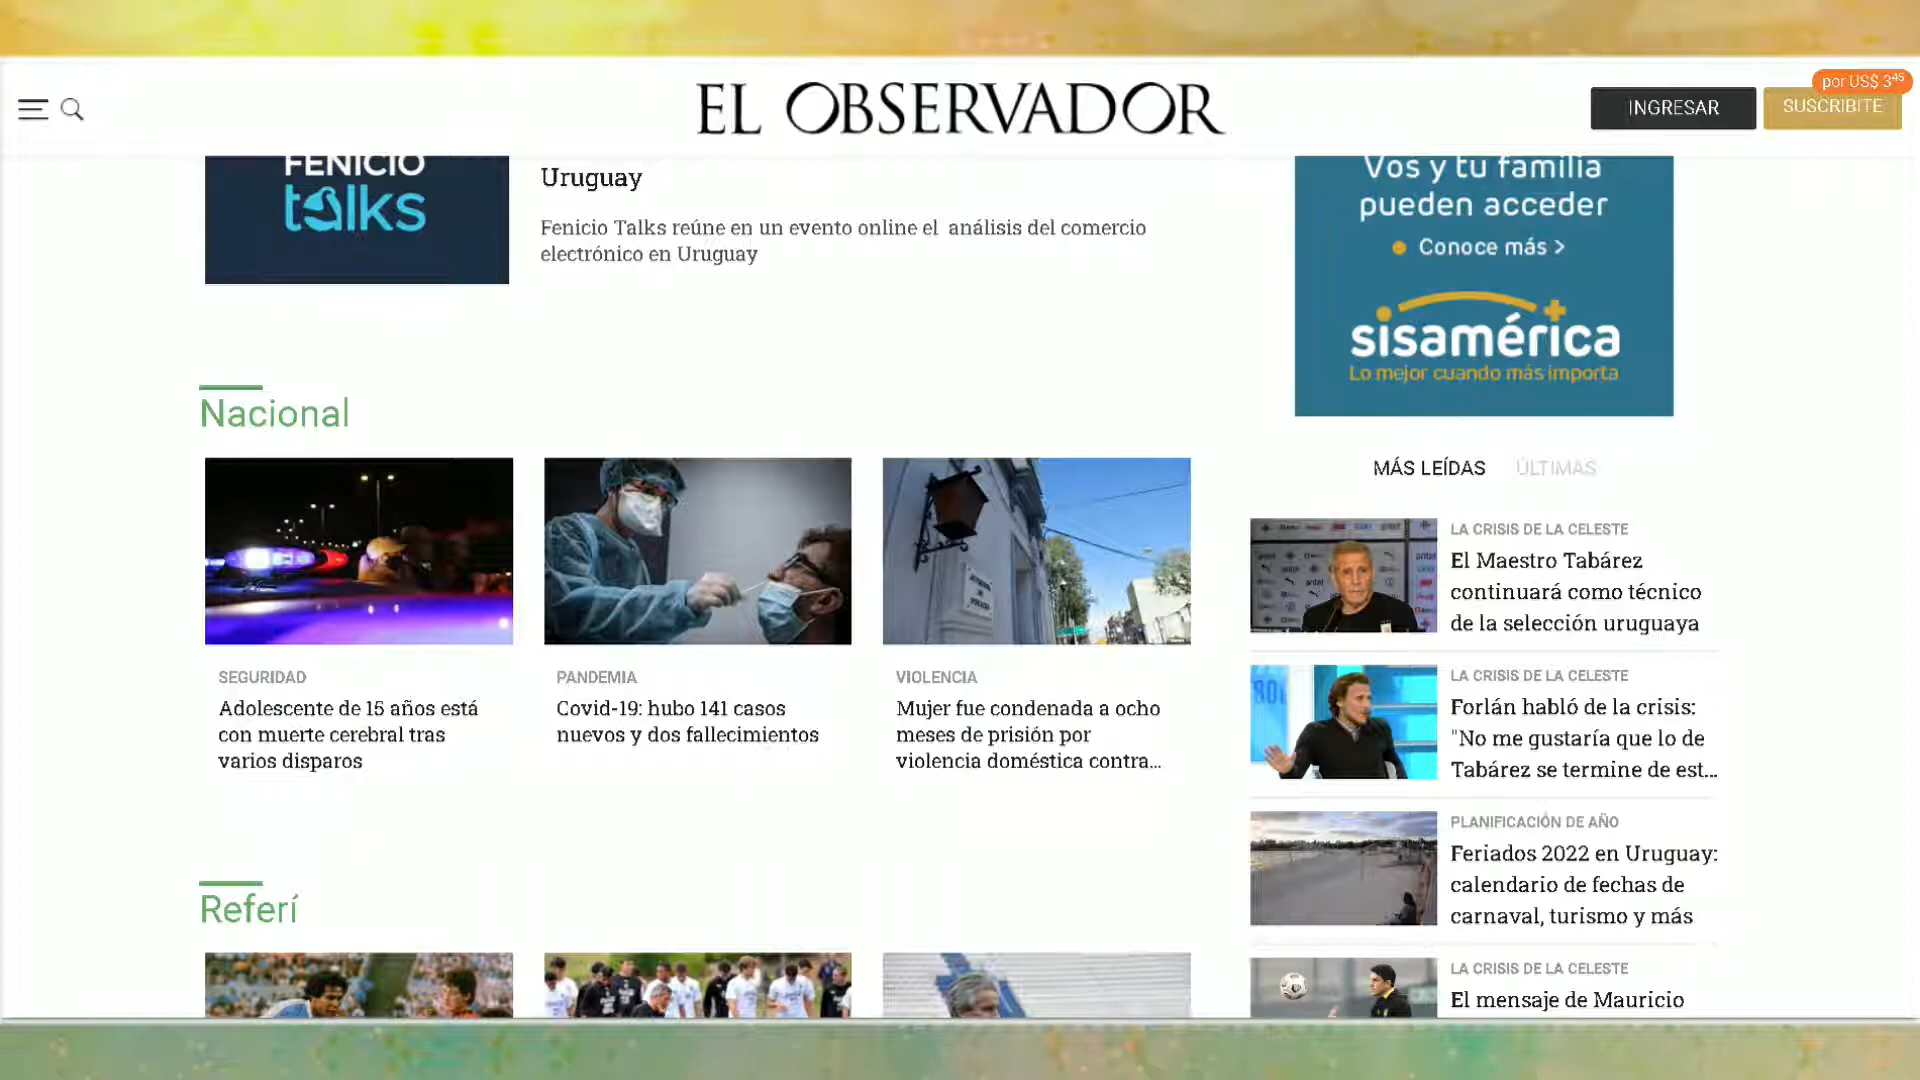 EL OBSERVADOR
INGRESAR
por US$ 3⁴⁵
SUSCRIBITE
FENICIO
talks
Uruguay
Fenicio Talks reúne en un evento online el análisis del comercio
electrónico en Uruguay
Vos y tu familia
pueden acceder
Conoce más >
sisamérica
Lo mejor cuando más importa
Nacional
SEGURIDAD
Adolescente de 15 años está
con muerte cerebral tras
varios disparos
PANDEMIA
Covid-19: hubo 141 casos
nuevos y dos fallecimientos
VIOLENCIA
Mujer fue condenada a ocho
meses de prisión por
violencia doméstica contra...
MÁS LEÍDAS
ÚLTIMAS
LA CRISIS DE LA CELESTE
El Maestro Tabárez
continuará como técnico
de la selección uruguaya
LA CRISIS DE LA CELESTE
Forlán habló de la crisis:
"No me gustaría que lo de
Tabárez se termine de est...
PLANIFICACIÓN DE AÑO
Feriados 2022 en Uruguay:
calendario de fechas de
carnaval, turismo y más
LA CRISIS DE LA CELESTE
El mensaje de Mauricio
Referí